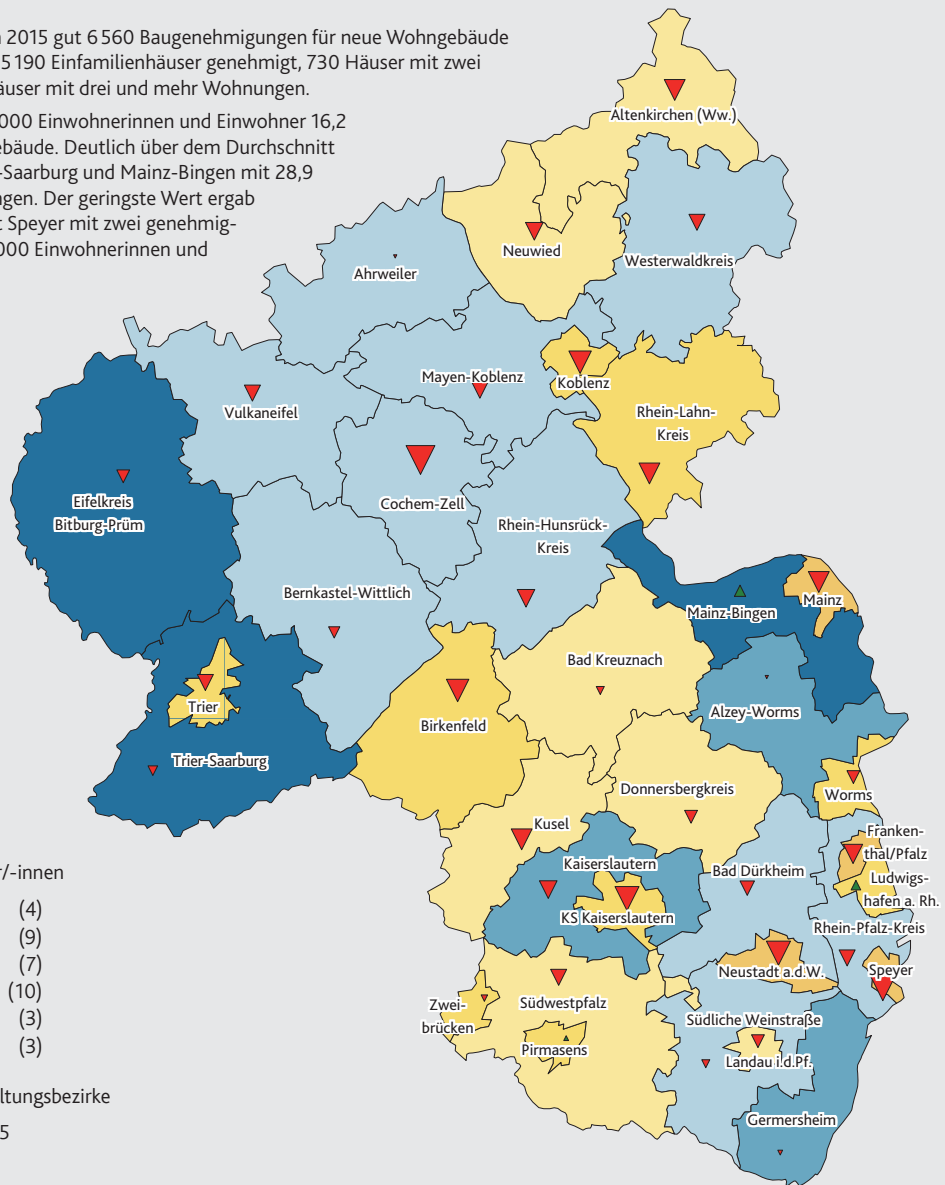 2015 gut 6 560 Baugenehmigungen für neue Wohngebäude
5 190 Einfamilienhäuser genehmigt, 730 Häuser mit zwei
äuser mit drei und mehr Wohnungen.
000 Einwohnerinnen und Einwohner 16,2
ebäude. Deutlich über dem Durchschnitt
-Saarburg und Mainz-Bingen mit 28,9
ngen. Der geringste Wert ergab
Speyer mit zwei genehmig-
000 Einwohnerinnen und
Altenkirchen (Ww.)
Neuwied
Westerwaldkreis
Ahrweiler
Mayen-Koblenz
Koblenz
Vulkaneifel
Rhein-Lahn-
Kreis
Cochem-Zell
Eifelkreis
Bitburg-Prüm
Rhein-Hunsrück-
Kreis
Bernkastel-Wittlich
Mainz-Bingen
Mainz
Bad Kreuznach
Trier
Birkenfeld
Alzey-Worms
Trier-Saarburg
Donnersbergkreis
Worms
Kusel
Franken-
thal/Pfalz
Kaiserslautern
Bad Dürkheim
Ludwigs-
hafen a. Rh.
KS Kaiserslautern
Rhein-Pfalz-Kreis
Neustadt a.d.W.
Speyer
Zwei-
brücken
Südwestpfalz
Südliche Weinstraße
Pirmasens
Landau i.d.Pf.
Germersheim
r/-innen
(4)
(9)
(7)
(10)
(3)
(3)
ltungsbezirke
5